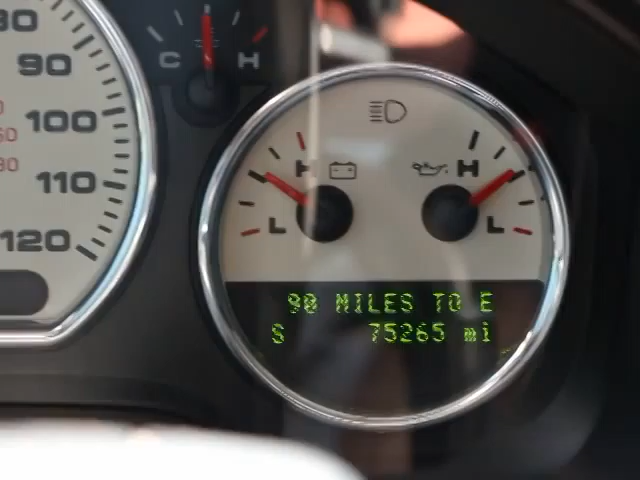 90
100
110
120
C H
H H
L L
90 MILES TO E
S 75265 mi